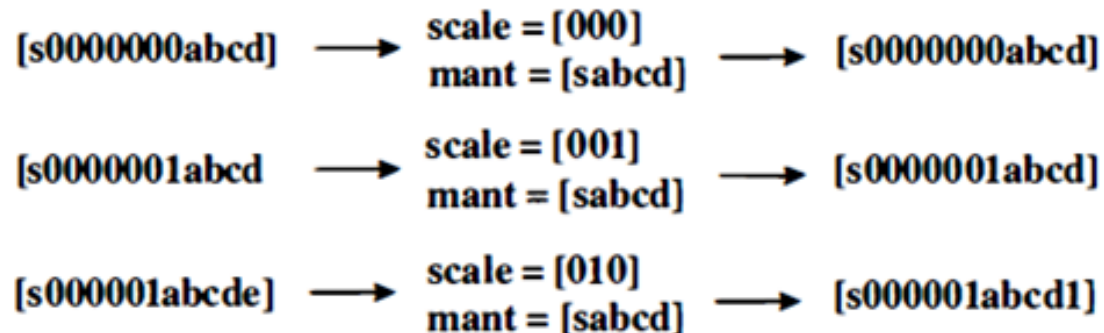 [s0000000abcd] → scale = [000] mant = [sabcd] → [s0000000abcd]
[s0000001abcd → scale = [001] mant = [sabcd] → [s0000001abcd]
[s000001abcde] → scale = [010] mant = [sabcd] → [s000001abcd1]